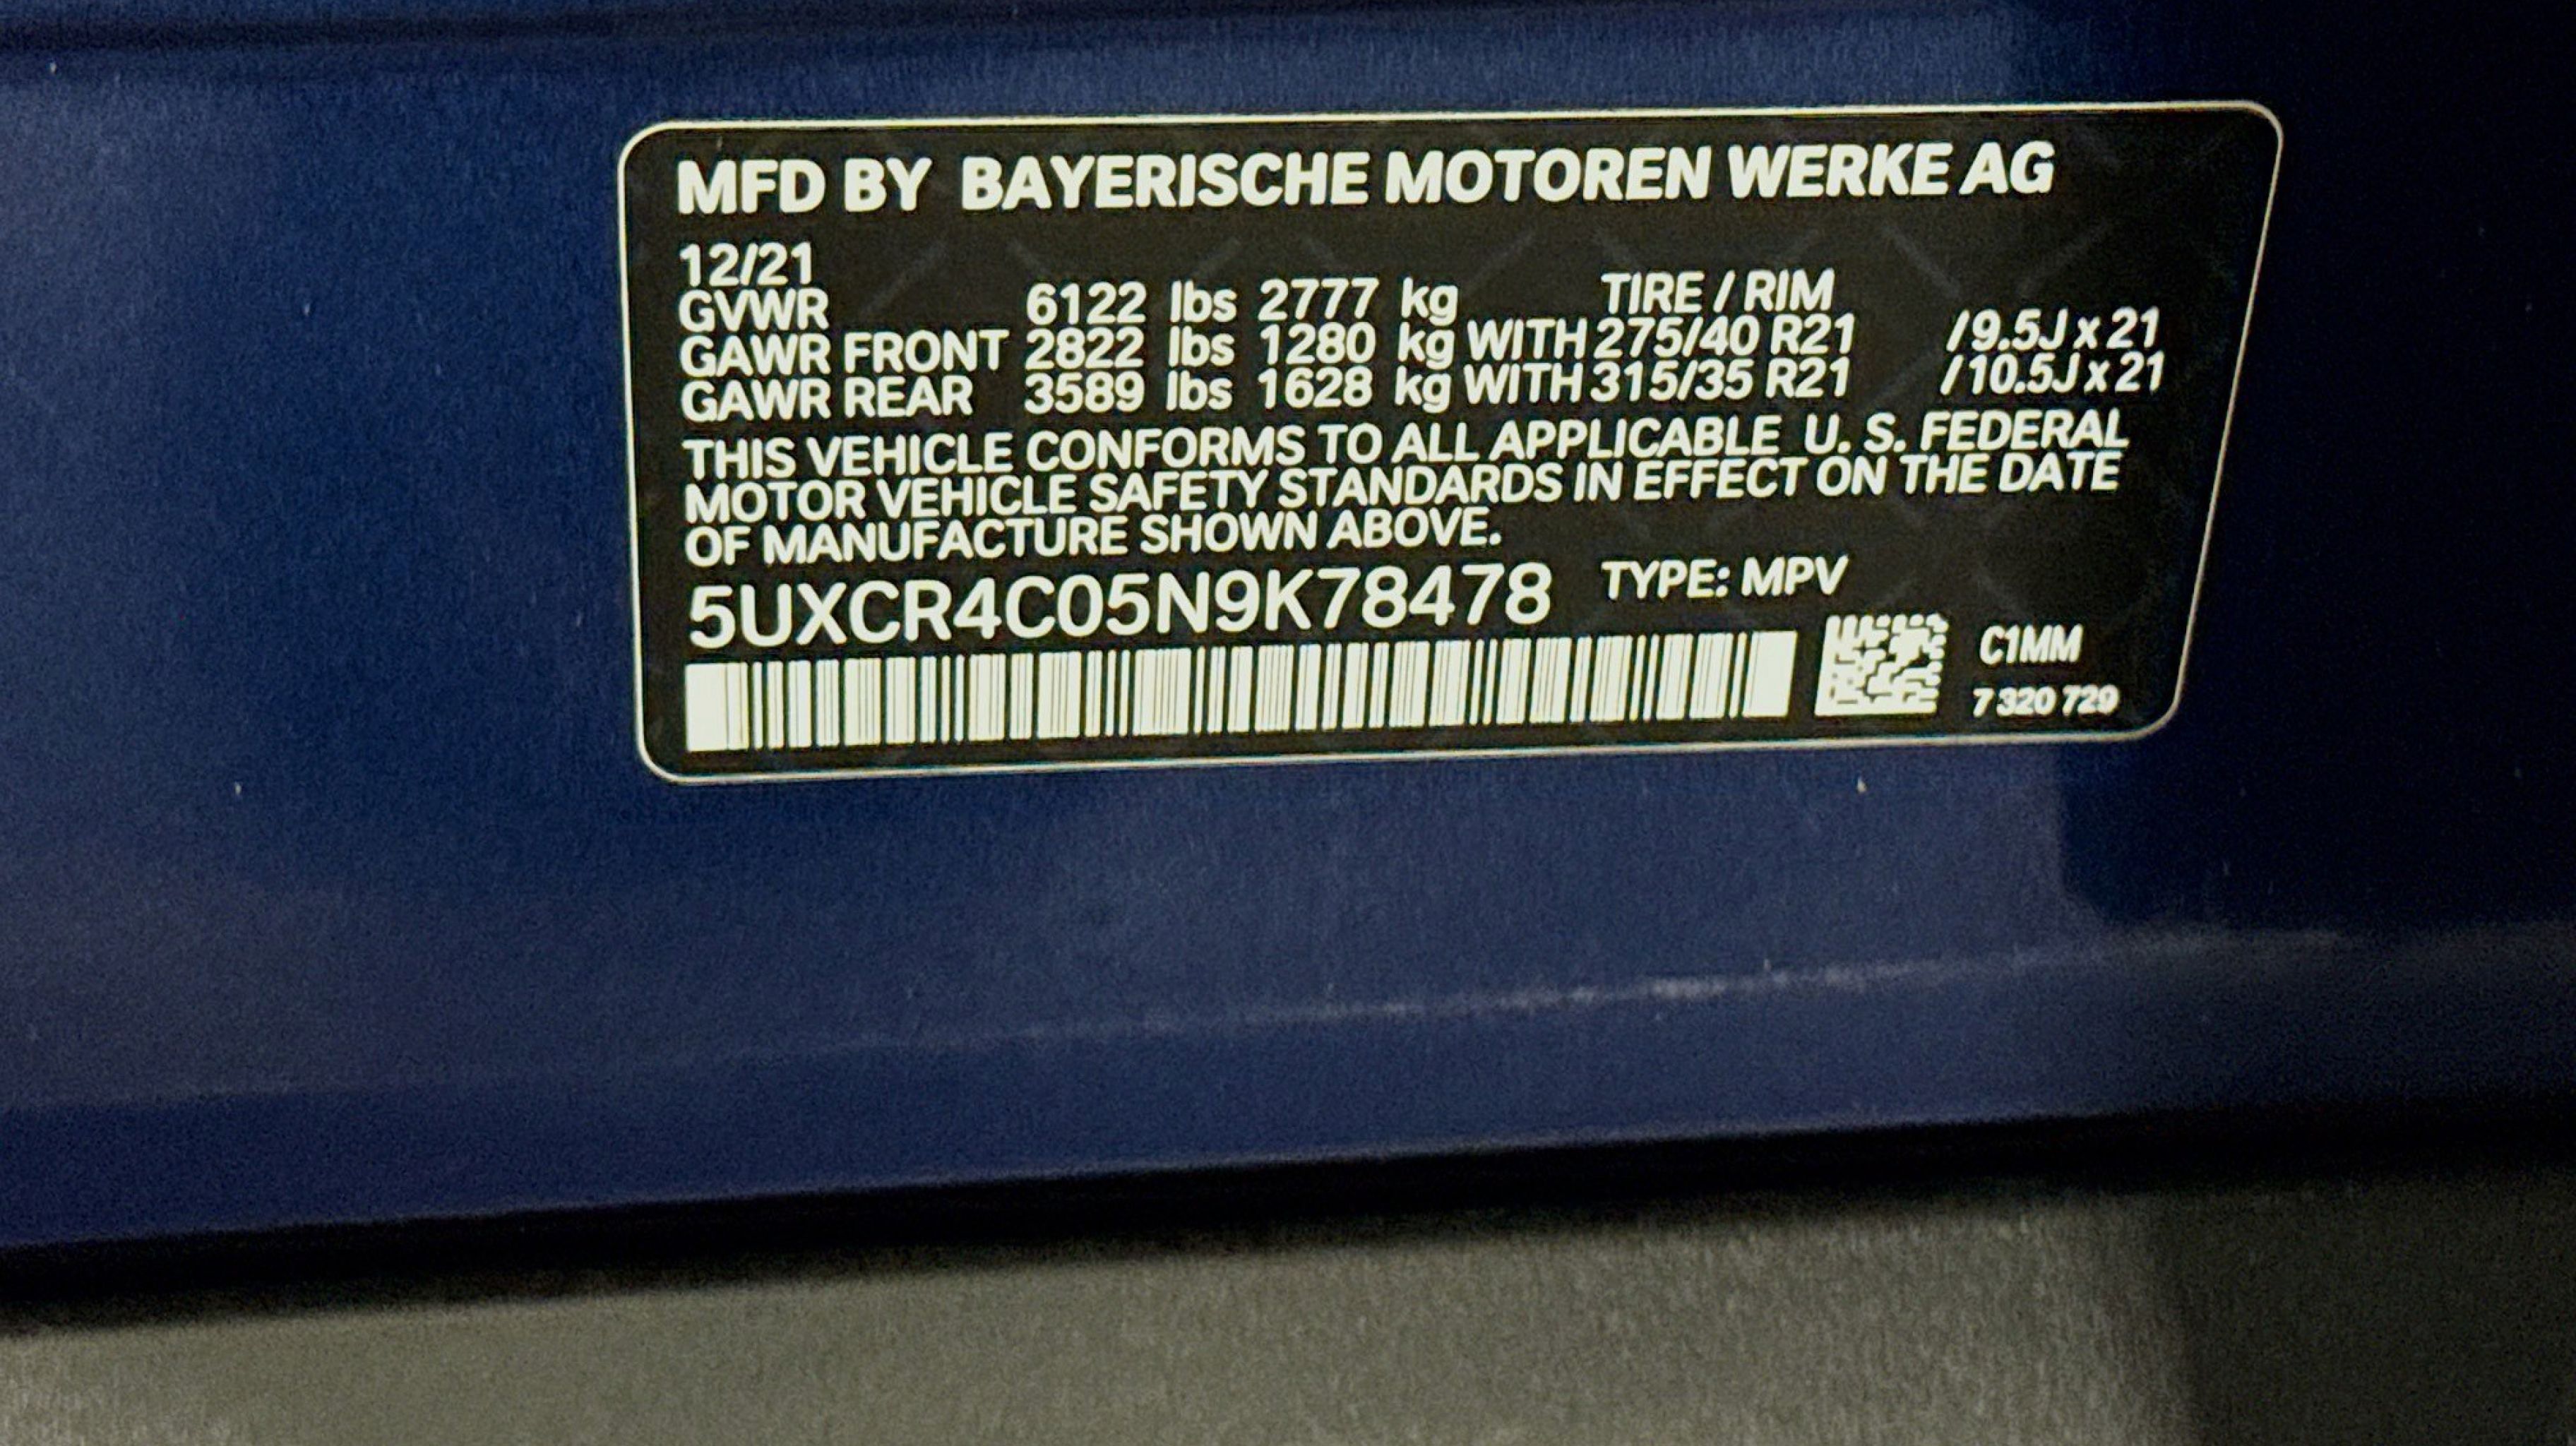 MFD BY BAYERISCHE MOTOREN WERKE AG
12/21
GVWR 6122 lbs 2777 kg TIRE / RIM
GAWR FRONT 2822 lbs 1280 kg WITH 275/40 R21 /9.5J x 21
GAWR REAR 3589 lbs 1628 kg WITH 315/35 R21 /10.5J x 21
THIS VEHICLE CONFORMS TO ALL APPLICABLE U. S. FEDERAL
MOTOR VEHICLE SAFETY STANDARDS IN EFFECT ON THE DATE
OF MANUFACTURE SHOWN ABOVE.
5UXCR4C05N9K78478 TYPE: MPV
C1MM
7 320 729